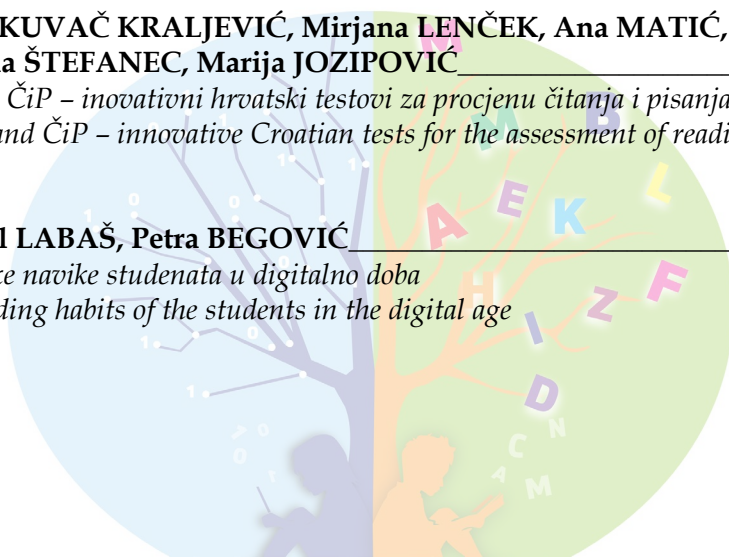 KUVAČ KRALJEVIĆ, Mirjana LENČEK, Ana MATIĆ,
ŠTEFANEC, Marija JOZIPOVIĆ
ČiP – inovativni hrvatski testovi za procjenu čitanja i pisanja
and ČiP – innovative Croatian tests for the assessment of
LABAŠ, Petra BEGOVIĆ
navike studenata u digitalno doba
habits of the students in the digital age
M
M B
L
A E K
H Z F
I
D
C N
A M